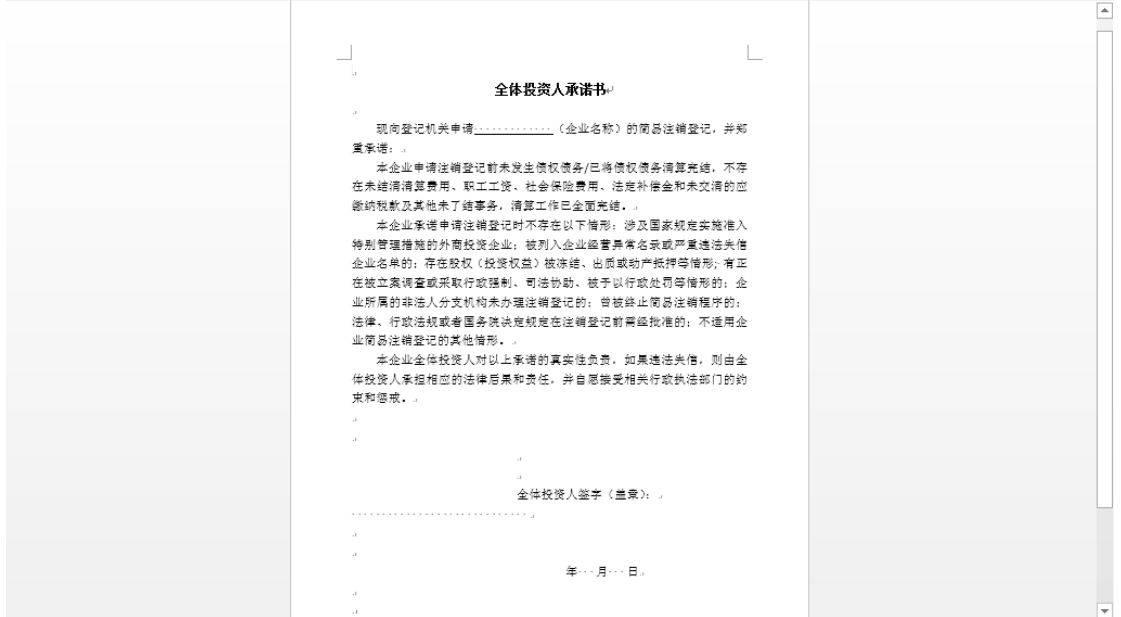 全体投资人承诺书
现向登记机关申请 （企业名称）的简易注销登记，并郑
重承诺：
本企业申请注销登记前未发生债权债务/已将债权债务清算完结，不存
在未结清清算费用、职工工资、社会保险费用、法定补偿金和未交清的应
缴纳税款及其他未了结事务，清算工作已全面完结。
本企业承诺申请注销登记时不存在以下情形：涉及国家规定实施准入
特别管理措施的外商投资企业；被列入企业经营异常名录或严重违法失信
企业名单的；存在股权（投资权益）被冻结、出质或动产抵押等情形；有正
在被立案调查或采取行政强制、司法协助、被予以行政处罚等情形的；企
业所属的非法人分支机构未办理注销登记的；曾被终止简易注销程序的；
法律、行政法规或者国务院决定规定在注销登记前需经批准的；不适用企
业简易注销登记的其他情形。
本企业全体投资人对以上承诺的真实性负责，如果违法失信，则由全
体投资人承担相应的法律后果和责任，并自愿接受相关行政执法部门的约
束和惩戒。
全体投资人签字（盖章）：
年 月 日